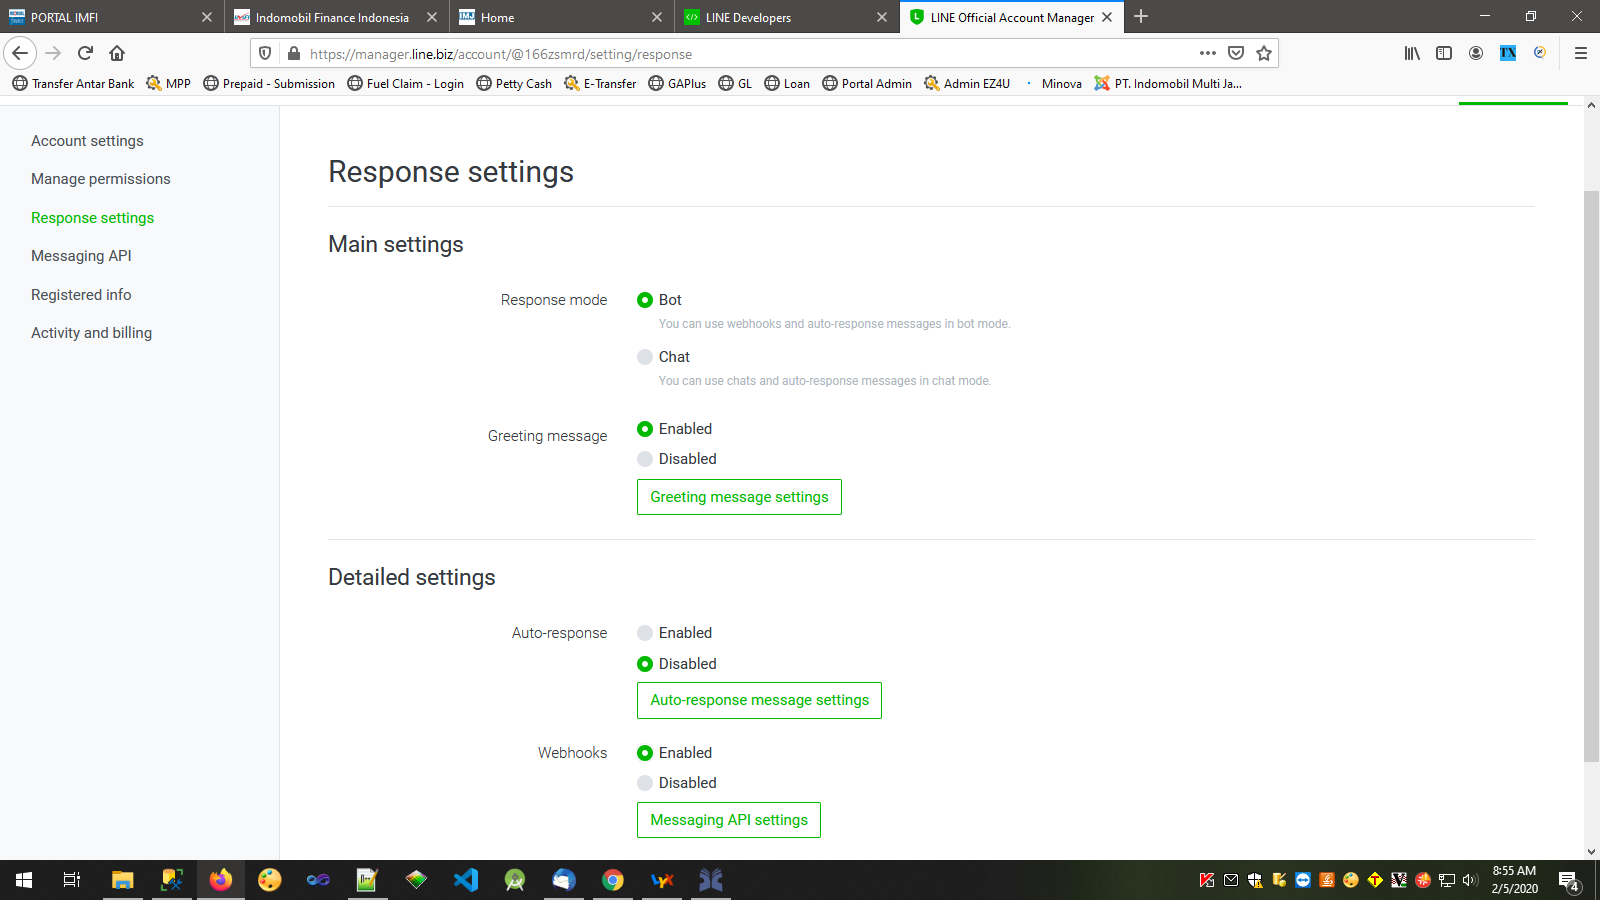 PORTAL IMFI
Indomobil Finance Indonesia
Home
LINE Developers
LINE Official Account Manager
https://manager.line.biz/account/@166zsmrd/setting/response
Transfer Antar Bank
MPP
Prepaid - Submission
Fuel Claim - Login
Petty Cash
E-Transfer
GAPlus
GL
Loan
Portal Admin
Admin EZ4U
Minova
PT. Indomobil Multi Ja...
Account settings
Manage permissions
Response settings
Messaging API
Registered info
Activity and billing
Response settings
Main settings
Response mode
Bot
You can use webhooks and auto-response messages in bot mode.
Chat
You can use chats and auto-response messages in chat mode.
Greeting message
Enabled
Disabled
Greeting message settings
Detailed settings
Auto-response
Enabled
Disabled
Auto-response message settings
Webhooks
Enabled
Disabled
Messaging API settings
8:55 AM
2/5/2020
4